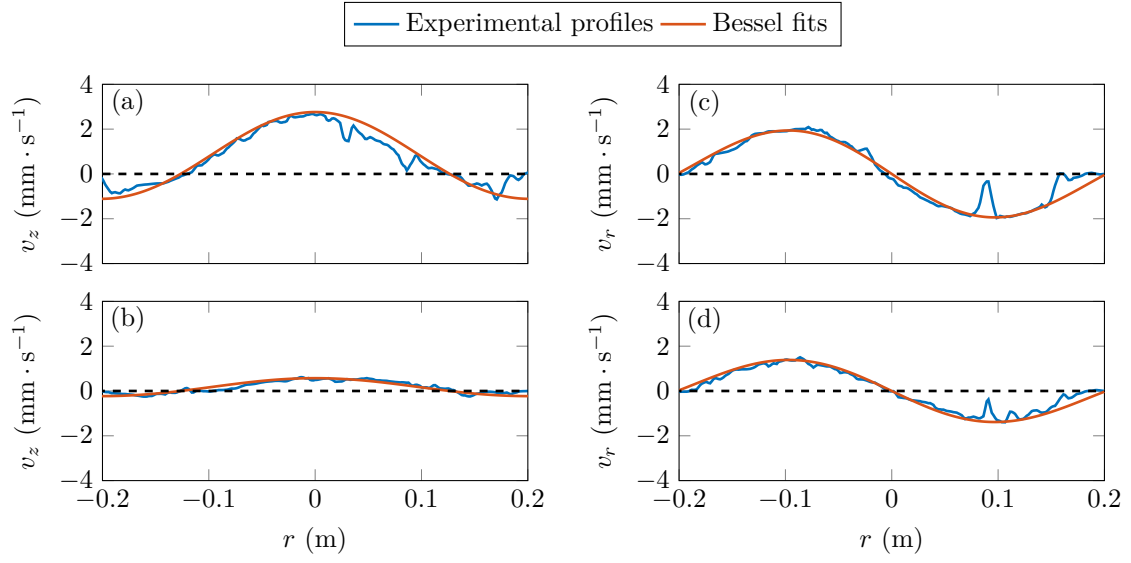 Experimental profiles Bessel fits
(a)
4
2
0
−2
−4
v_z (mm · s⁻¹)
(c)
4
2
0
−2
−4
v_r (mm · s⁻¹)
(b)
4
2
0
−2
−4
v_z (mm · s⁻¹)
−0.2 −0.1 0 0.1 0.2
r (m)
(d)
4
2
0
−2
−4
v_r (mm · s⁻¹)
−0.2 −0.1 0 0.1 0.2
r (m)